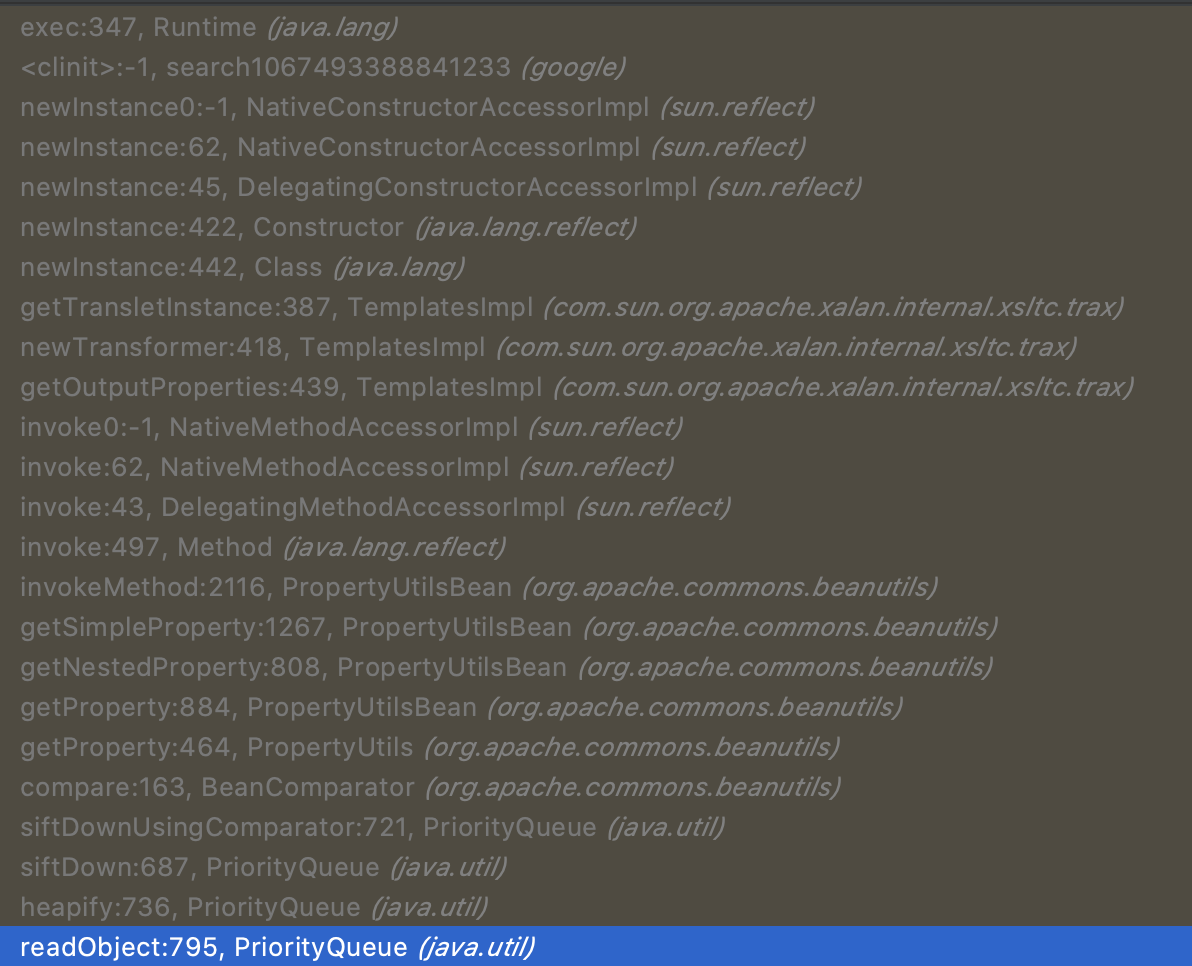 exec:347, Runtime (java.lang)
<clinit>:-1, search1067493388841233 (google)
newInstance0:-1, NativeConstructorAccessorImpl (sun.reflect)
newInstance:62, NativeConstructorAccessorImpl (sun.reflect)
newInstance:45, DelegatingConstructorAccessorImpl (sun.reflect)
newInstance:422, Constructor (java.lang.reflect)
newInstance:442, Class (java.lang)
getTransletInstance:387, TemplatesImpl (com.sun.org.apache.xalan.internal.xsltc.trax)
newTransformer:418, TemplatesImpl (com.sun.org.apache.xalan.internal.xsltc.trax)
getOutputProperties:439, TemplatesImpl (com.sun.org.apache.xalan.internal.xsltc.trax)
invoke0:-1, NativeMethodAccessorImpl (sun.reflect)
invoke:62, NativeMethodAccessorImpl (sun.reflect)
invoke:43, DelegatingMethodAccessorImpl (sun.reflect)
invoke:497, Method (java.lang.reflect)
invokeMethod:2116, PropertyUtilsBean (org.apache.commons.beanutils)
getSimpleProperty:1267, PropertyUtilsBean (org.apache.commons.beanutils)
getNestedProperty:808, PropertyUtilsBean (org.apache.commons.beanutils)
getProperty:884, PropertyUtilsBean (org.apache.commons.beanutils)
getProperty:464, PropertyUtils (org.apache.commons.beanutils)
compare:163, BeanComparator (org.apache.commons.beanutils)
siftDownUsingComparator:721, PriorityQueue (java.util)
siftDown:687, PriorityQueue (java.util)
heapify:736, PriorityQueue (java.util)
readObject:795, PriorityQueue (java.util)